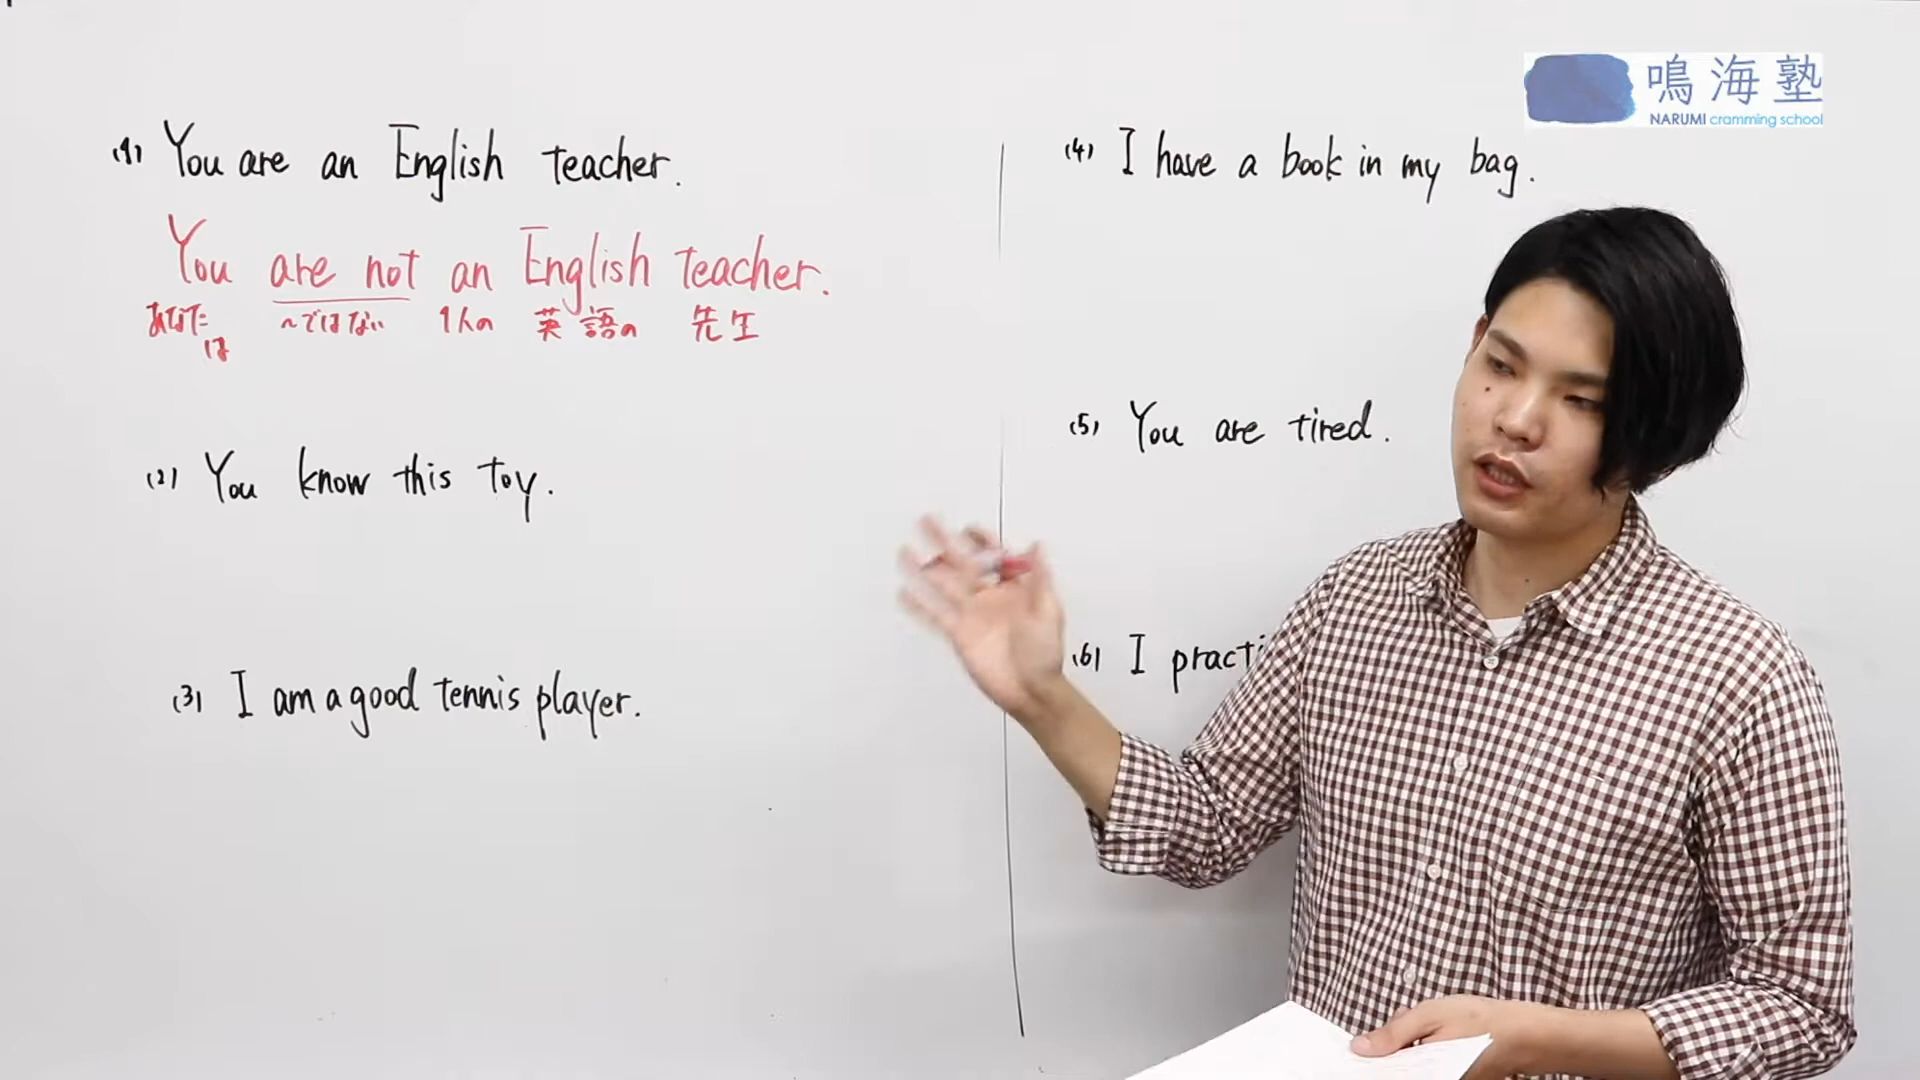 鳴海塾
NARUMI cramming school
(1) You are an English teacher.
You are not an English teacher.
あなたは 〜ではない 1人の 英語の 先生
(2) You know this toy.
(3) I am a good tennis player.
(4) I have a book in my bag.
(5) You are tired.
(6) I